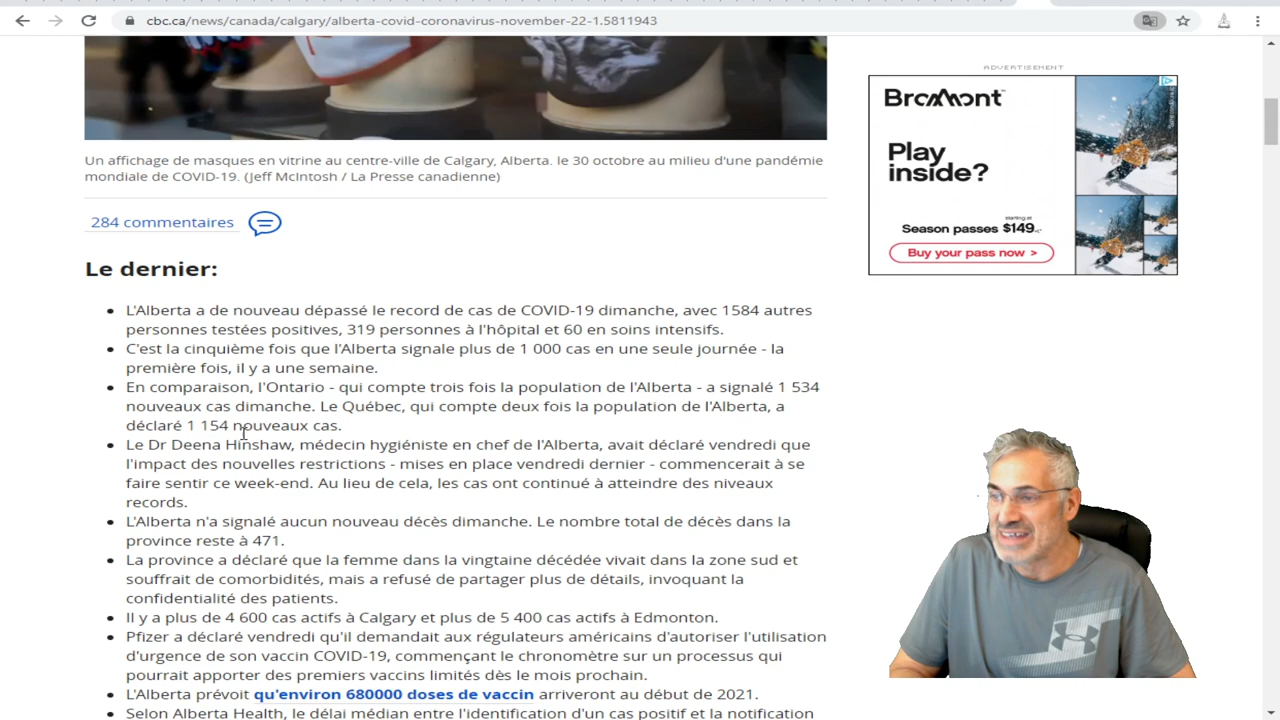 cbc.ca/news/canada/calgary/alberta-covid-coronavirus-november-22-1.5811943
Un affichage de masques en vitrine au centre-ville de Calgary, Alberta. le 30 octobre au milieu d'une pandémie
mondiale de COVID-19. (Jeff McIntosh / La Presse canadienne)
284 commentaires
Le dernier:
• L'Alberta a de nouveau dépassé le record de cas de COVID-19 dimanche, avec 1584 autres
personnes testées positives, 319 personnes à l'hôpital et 60 en soins intensifs.
• C'est la cinquième fois que l'Alberta signale plus de 1 000 cas en une seule journée - la
première fois, il y a une semaine.
• En comparaison, l'Ontario - qui compte trois fois la population de l'Alberta - a signalé 1 534
nouveaux cas dimanche. Le Québec, qui compte deux fois la population de l'Alberta, a
déclaré 1 154 nouveaux cas.
• Le Dr Deena Hinshaw, médecin hygiéniste en chef de l'Alberta, avait déclaré vendredi que
l'impact des nouvelles restrictions - mises en place vendredi dernier - commencerait à se
faire sentir ce week-end. Au lieu de cela, les cas ont continué à atteindre des niveaux
records.
• L'Alberta n'a signalé aucun nouveau décès dimanche. Le nombre total de décès dans la
province reste à 471.
• La province a déclaré que la femme dans la vingtaine décédée vivait dans la zone sud et
souffrait de comorbidités, mais a refusé de partager plus de détails, invoquant la
confidentialité des patients.
• Il y a plus de 4 600 cas actifs à Calgary et plus de 5 400 cas actifs à Edmonton.
• Pfizer a déclaré vendredi qu'il demandait aux régulateurs américains d'autoriser l'utilisation
d'urgence de son vaccin COVID-19, commençant le chronomètre sur un processus qui
pourrait apporter des premiers vaccins limités dès le mois prochain.
• L'Alberta prévoit qu'environ 680000 doses de vaccin arriveront au début de 2021.
• Selon Alberta Health, le délai médian entre l'identification d'un cas positif et la notification
ADVERTISEMENT
Bromont
Play
inside?
starting at
Season passes $149
Buy your pass now >